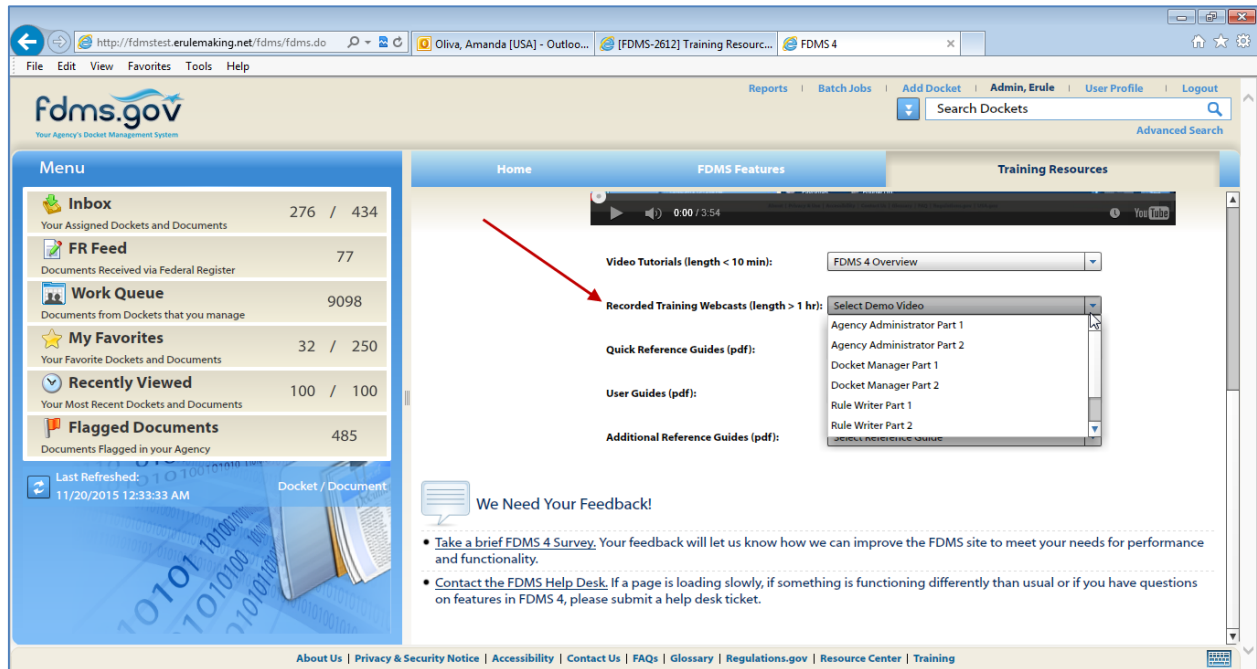 http://fdmstest.erulemaking.net/fdms/fdms.do
Oliva, Amanda [USA] - Outloo...
[FDMS-2612] Training Resourc...
FDMS 4
File Edit View Favorites Tools Help
fdms.gov
Your Agency's Docket Management System
Reports | Batch Jobs | Add Docket | Admin, Erule | User Profile | Logout
Search Dockets
Advanced Search
Menu
Home
FDMS Features
Training Resources
Inbox
276 / 434
Your Assigned Dockets and Documents
FR Feed
77
Documents Received via Federal Register
Work Queue
9098
Documents from Dockets that you manage
My Favorites
32 / 250
Your Favorite Dockets and Documents
Recently Viewed
100 / 100
Your Most Recent Dockets and Documents
Flagged Documents
485
Documents Flagged in your Agency
Last Refreshed:
11/20/2015 12:33:33 AM
Docket / Document
0:00 / 3:54
YouTube
Video Tutorials (length < 10 min):
FDMS 4 Overview
Recorded Training Webcasts (length > 1 hr):
Select Demo Video
Agency Administrator Part 1
Agency Administrator Part 2
Docket Manager Part 1
Docket Manager Part 2
Rule Writer Part 1
Rule Writer Part 2
Quick Reference Guides (pdf):
User Guides (pdf):
Additional Reference Guides (pdf):
Select Reference Guide
We Need Your Feedback!
• Take a brief FDMS 4 Survey. Your feedback will let us know how we can improve the FDMS site to meet your needs for performance
and functionality.
• Contact the FDMS Help Desk. If a page is loading slowly, if something is functioning differently than usual or if you have questions
on features in FDMS 4, please submit a help desk ticket.
About Us | Privacy & Security Notice | Accessibility | Contact Us | FAQs | Glossary | Regulations.gov | Resource Center | Training